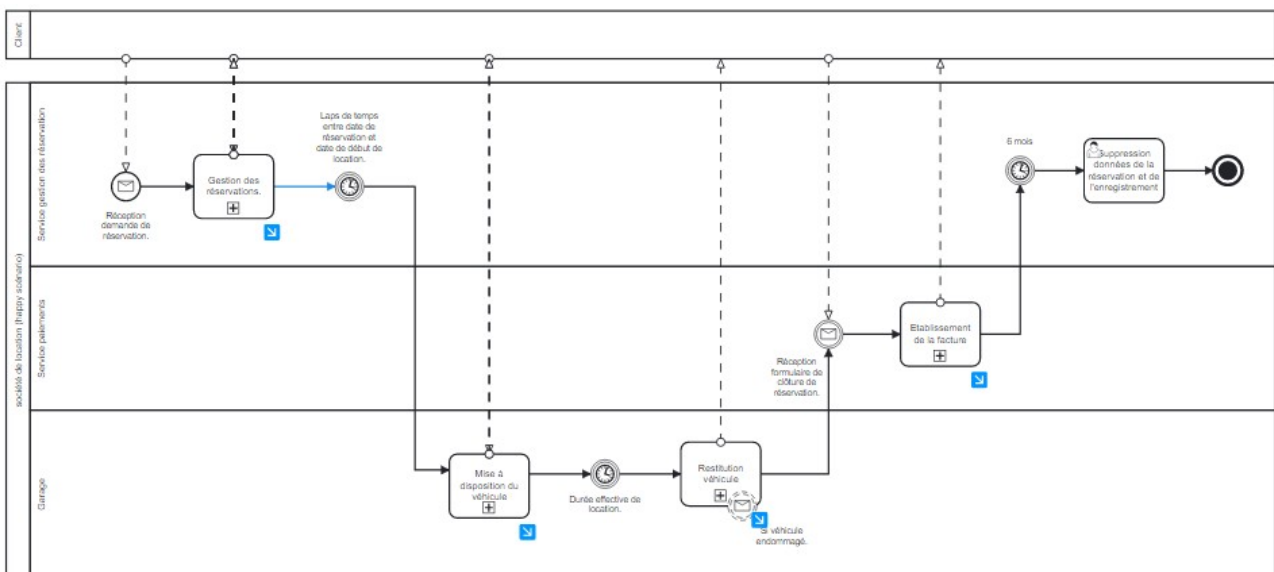 Client
société de location (happy scénario)
Service gestion des réservation
Réception
demande de
réservation.
Gestion des
réservations.
Laps de temps
entre date de
réservation et
date de début de
location.
6 mois
Suppression
données de la
réservation et de
l'enregistrement
Service paiements
Réception
formulaire de
clôture de
réservation.
Etablissement
de la facture
Garage
Mise à
disposition du
véhicule
Durée effective de
location.
Restitution
véhicule
Si véhicule
endommagé.